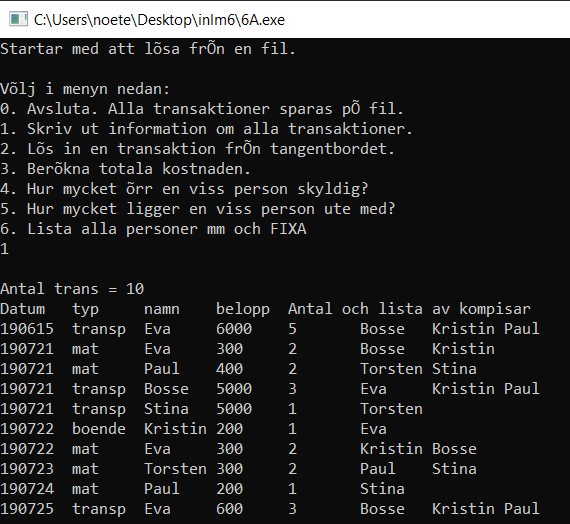 C:\Users\noete\Desktop\inlm6\6A.exe
Startar med att lõsa frÕn en fil.
Võlj i menyn nedan:
0. Avsluta. Alla transaktioner sparas pÕ fil.
1. Skriv ut information om alla transaktioner.
2. Lõs in en transaktion frÕn tangentbordet.
3. Berõkna totala kostnaden.
4. Hur mycket õrr en viss person skyldig?
5. Hur mycket ligger en viss person ute med?
6. Lista alla personer mm och FIXA
1
Antal trans = 10
Datum typ namn belopp Antal och lista av kompisar
190615 transp Eva 6000 5 Bosse Kristin Paul
190721 mat Eva 300 2 Bosse Kristin
190721 mat Paul 400 2 Torsten Stina
190721 transp Bosse 5000 3 Eva Kristin Paul
190721 transp Stina 5000 1 Torsten
190722 boende Kristin 200 1 Eva
190722 mat Eva 300 2 Kristin Bosse
190723 mat Torsten 300 2 Paul Stina
190724 mat Paul 200 1 Stina
190725 transp Eva 600 3 Bosse Kristin Paul